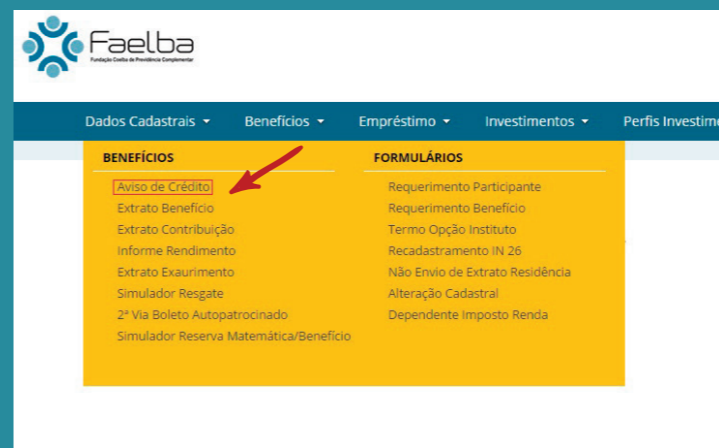 Faelba
Fundação Coelba de Previdência Complementar
Dados Cadastrais Benefícios Empréstimo Investimentos Perfis Investime
BENEFÍCIOS
Aviso de Crédito
Extrato Benefício
Extrato Contribuição
Informe Rendimento
Extrato Exaurimento
Simulador Resgate
2ª Via Boleto Autopatrocinado
Simulador Reserva Matemática/Benefício
FORMULÁRIOS
Requerimento Participante
Requerimento Benefício
Termo Opção Instituto
Recadastramento IN 26
Não Envio de Extrato Residência
Alteração Cadastral
Dependente Imposto Renda